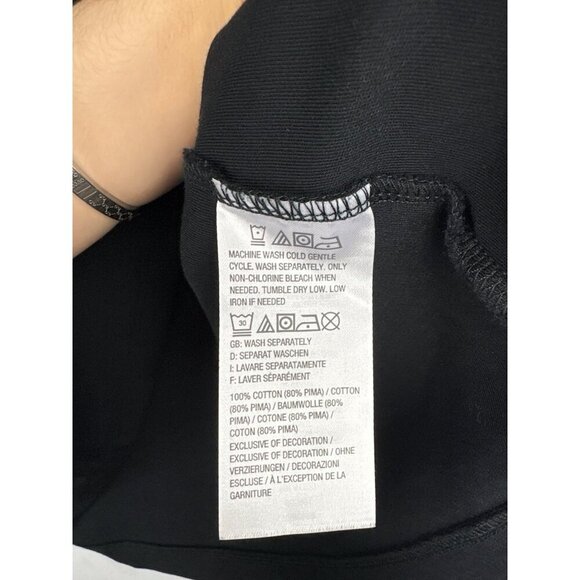 MACHINE WASH COLD GENTLE
CYCLE. WASH SEPARATELY. ONLY
NON-CHLORINE BLEACH WHEN
NEEDED. TUMBLE DRY LOW. LOW
IRON IF NEEDED
30
GB: WASH SEPARATELY
D: SEPARAT WASCHEN
I: LAVARE SEPARATAMENTE
F: LAVER SÉPARÉMENT
100% COTTON (80% PIMA) / COTTON
(80% PIMA) / BAUMWOLLE (80%
PIMA) / COTONE (80% PIMA) /
COTON (80% PIMA)
EXCLUSIVE OF DECORATION /
EXCLUSIVE OF DECORATION / OHNE
VERZIERUNGEN / DECORAZIONI
ESCLUSE / À L'EXCEPTION DE LA
GARNITURE